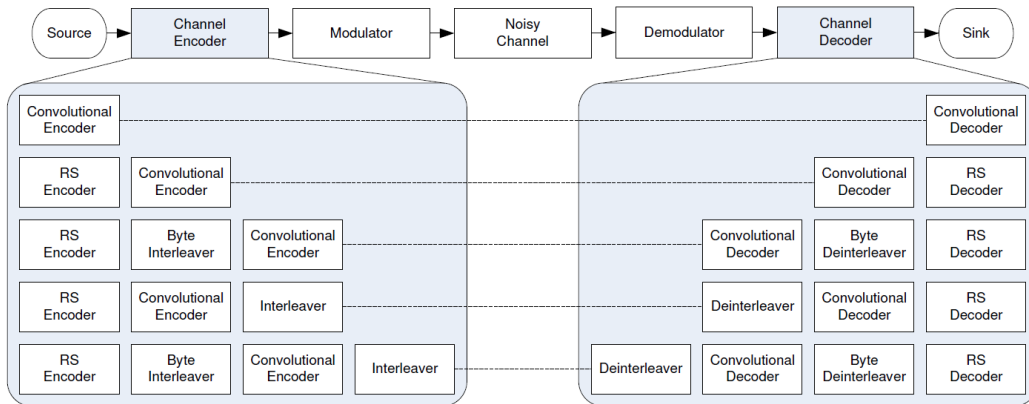 Source
Channel
Encoder
Modulator
Noisy
Channel
Demodulator
Channel
Decoder
Sink
Convolutional
Encoder
Convolutional
Decoder
RS
Encoder
Convolutional
Encoder
Convolutional
Decoder
RS
Decoder
RS
Encoder
Byte
Interleaver
Convolutional
Encoder
Convolutional
Decoder
Byte
Deinterleaver
RS
Decoder
RS
Encoder
Convolutional
Encoder
Interleaver
Deinterleaver
Convolutional
Decoder
RS
Decoder
RS
Encoder
Byte
Interleaver
Convolutional
Encoder
Interleaver
Deinterleaver
Convolutional
Decoder
Byte
Deinterleaver
RS
Decoder